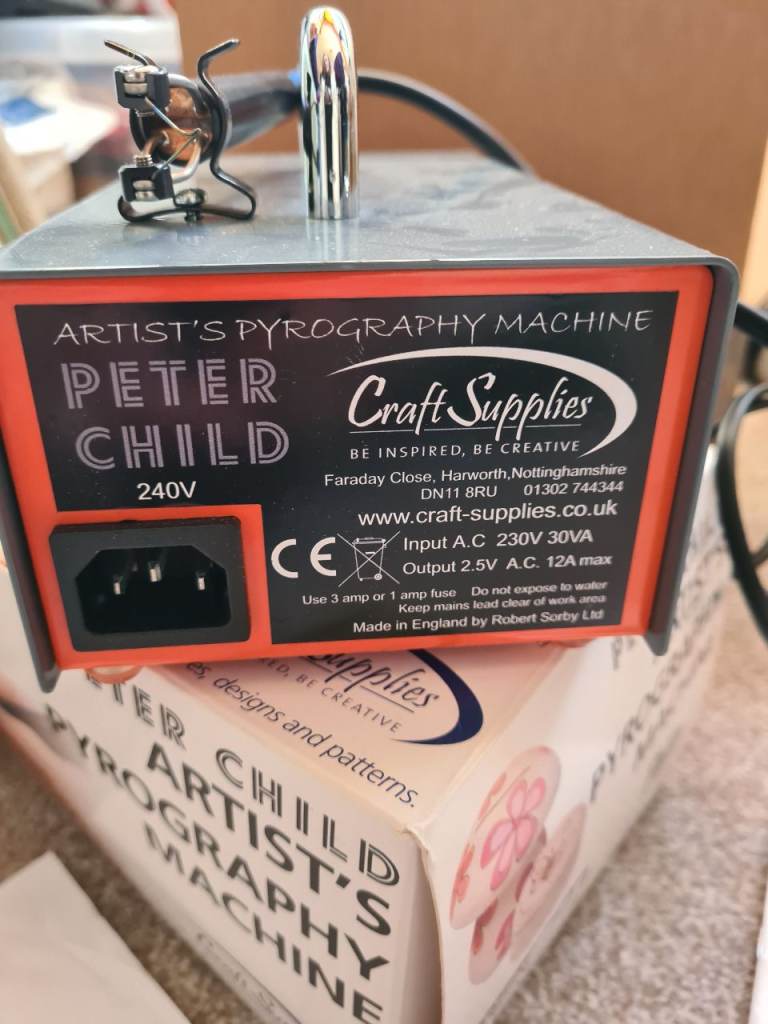 ARTIST'S PYROGRAPHY MACHINE
PETER
CHILD
240V
Craft Supplies
BE INSPIRED, BE CREATIVE
Faraday Close, Harworth,Nottinghamshire
DN11 8RU 01302 744344
www.craft-supplies.co.uk
CE
Input A.C 230V 30VA
Output 2.5V A.C. 12A max
Use 3 amp or 1 amp fuse Do not expose to water
Keep mains lead clear of work area
Made in England by Robert Sorby Ltd
Supplies
BE CREATIVE
designs and patterns.
PETER CHILD
ARTIST'S
PYROGRAPHY
MACHINE